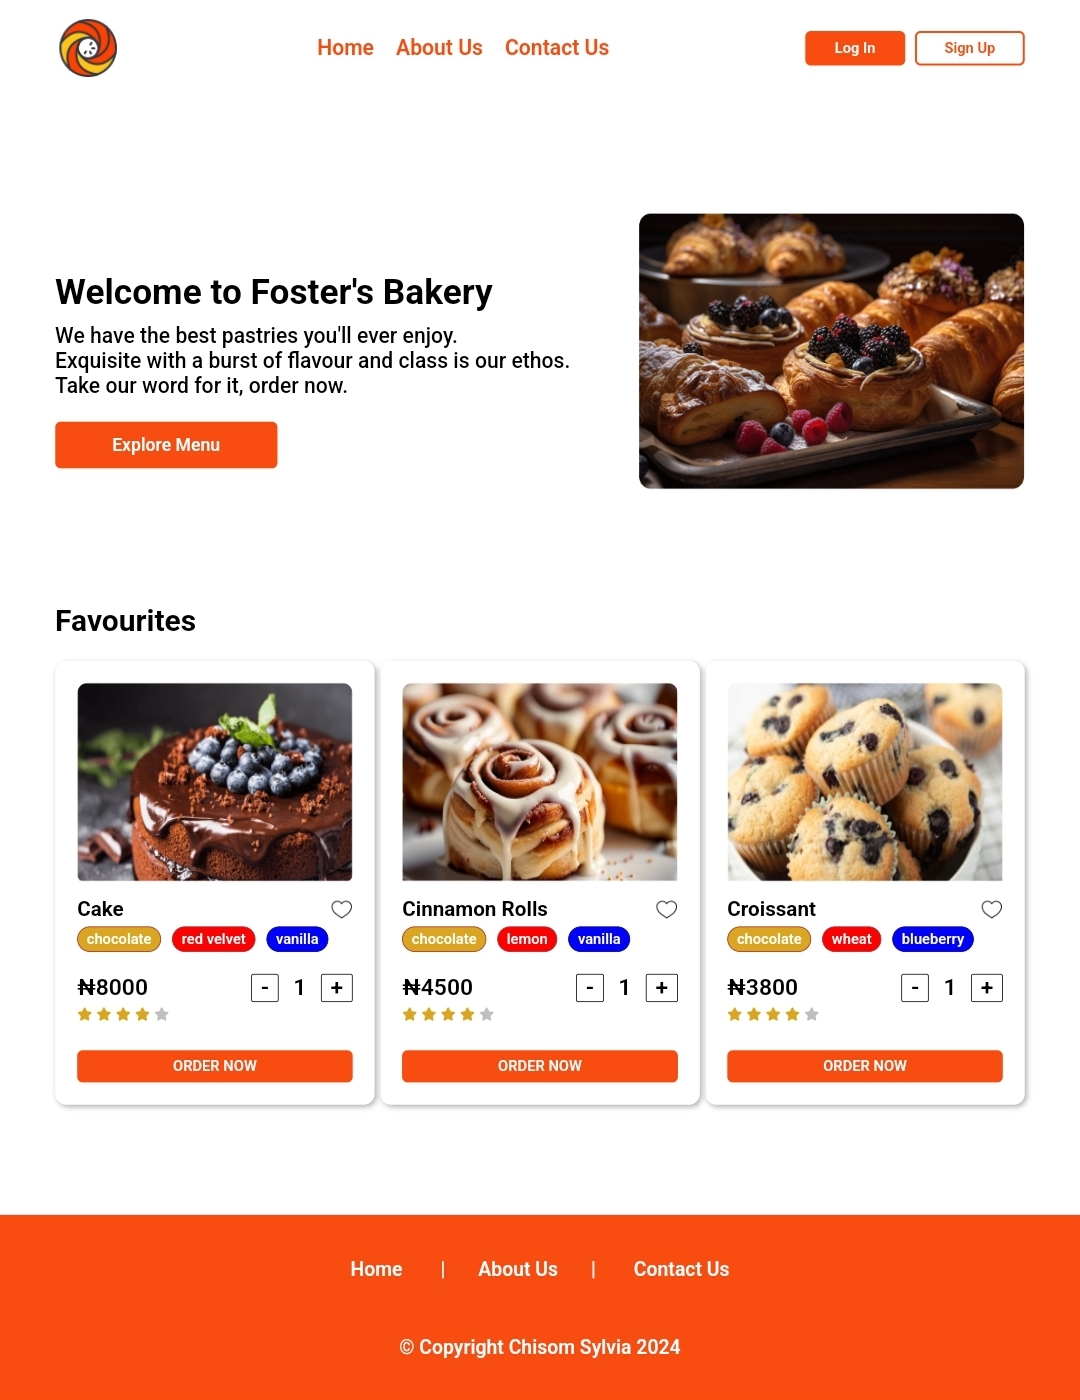 Home About Us Contact Us Log In Sign Up
Welcome to Foster's Bakery
We have the best pastries you'll ever enjoy.
Exquisite with a burst of flavour and class is our ethos.
Take our word for it, order now.
Explore Menu
Favourites
Cake
chocolate red velvet vanilla
₦8000 - 1 +
ORDER NOW
Cinnamon Rolls
chocolate lemon vanilla
₦4500 - 1 +
ORDER NOW
Croissant
chocolate wheat blueberry
₦3800 - 1 +
ORDER NOW
Home | About Us | Contact Us
© Copyright Chisom Sylvia 2024